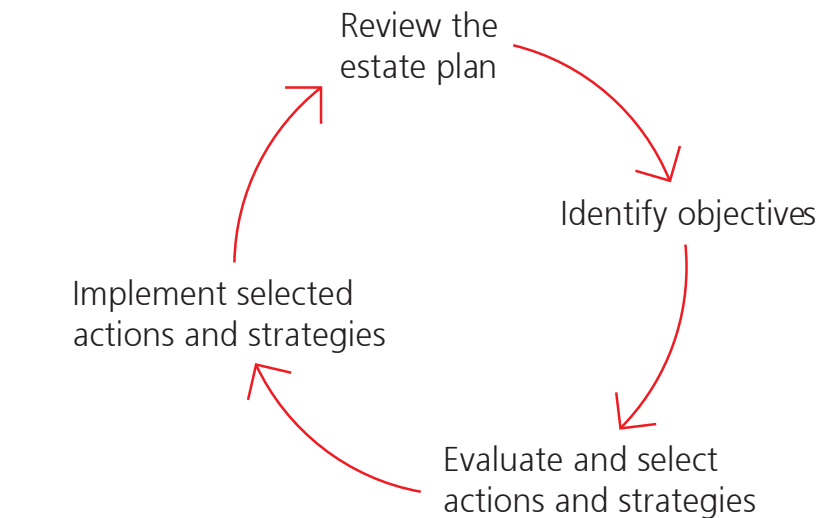 Review the
estate plan
Identify objectives
Evaluate and select
actions and strategies
Implement selected
actions and strategies